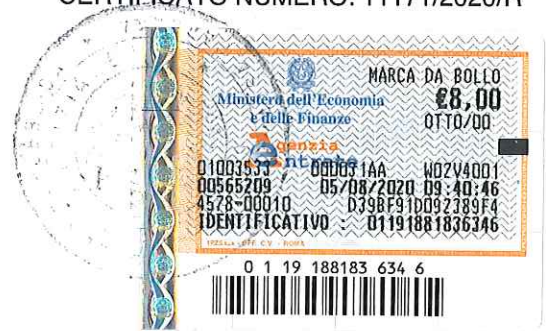 CERTIFICATO NUMERO: 11171/2020/R
MARCA DA BOLLO
Ministero dell'Economia
e delle Finanze
€8,00
OTTO/00
Agenzia
Entrate
01003533 000031AA W02V4001
00565209 05/08/2020 09:40:46
4578-00010 D39BF91D092389F4
IDENTIFICATIVO : 01191881836346
0 1 19 188183 634 6